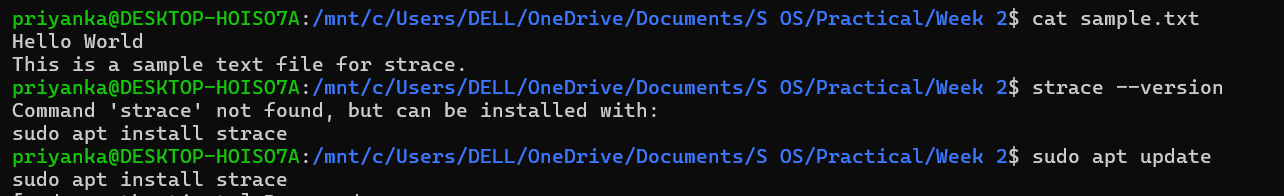 priyanka@DESKTOP-HOISO7A:/mnt/c/Users/DELL/OneDrive/Documents/S OS/Practical/Week 2$ cat sample.txt
Hello World
This is a sample text file for strace.
priyanka@DESKTOP-HOISO7A:/mnt/c/Users/DELL/OneDrive/Documents/S OS/Practical/Week 2$ strace --version
Command 'strace' not found, but can be installed with:
sudo apt install strace
priyanka@DESKTOP-HOISO7A:/mnt/c/Users/DELL/OneDrive/Documents/S OS/Practical/Week 2$ sudo apt update
sudo apt install strace